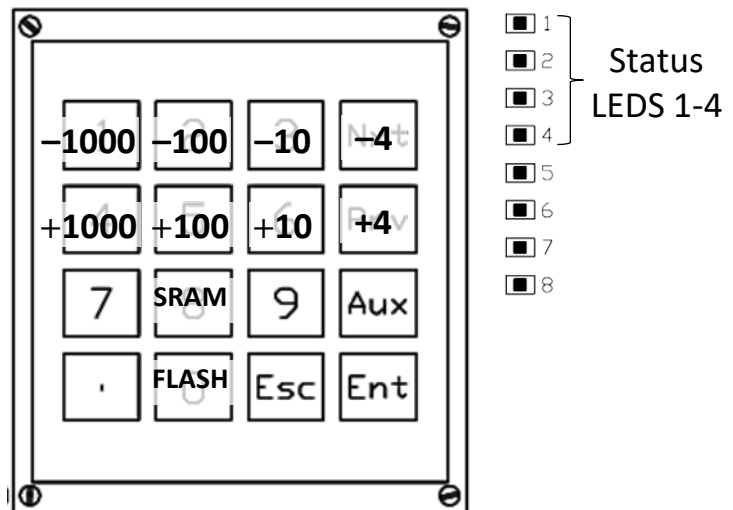 –1000 –100 –10 –4
+1000 +100 +10 +4
7 SRAM 9 Aux
. FLASH Esc Ent
1
2
3
4
5
6
7
8
Status
LEDS 1-4